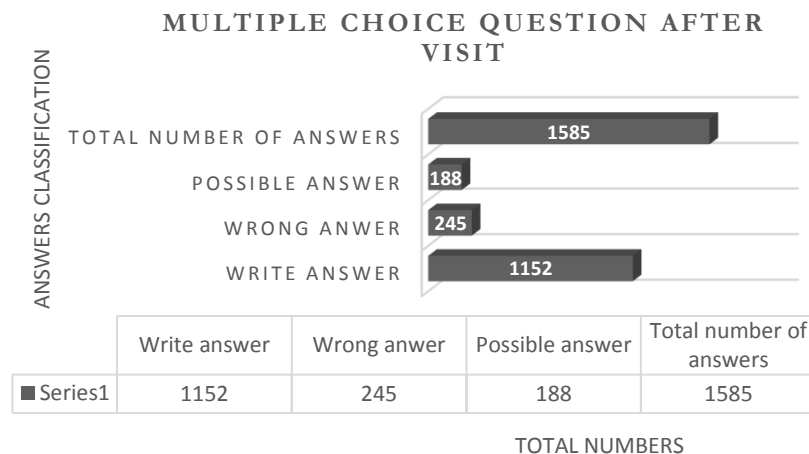 MULTIPLE CHOICE QUESTION AFTER
VISIT
ANSWERS CLASSIFICATION
TOTAL NUMBER OF ANSWERS 1585
POSSIBLE ANSWER 188
WRONG ANWER 245
WRITE ANSWER 1152
Write answer Wrong anwer Possible answer Total number of
answers
Series1 1152 245 188 1585
TOTAL NUMBERS